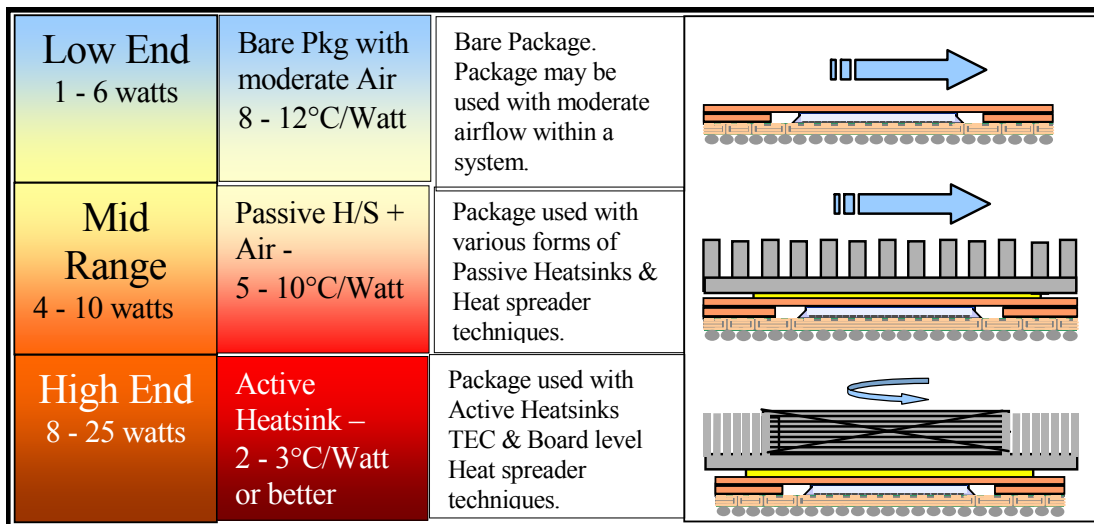 Low End
1 - 6 watts
Bare Pkg with
moderate Air
8 - 12°C/Watt
Bare Package.
Package may be
used with moderate
airflow within a
system.
Mid
Range
4 - 10 watts
Passive H/S +
Air -
5 - 10°C/Watt
Package used with
various forms of
Passive Heatsinks &
Heat spreader
techniques.
High End
8 - 25 watts
Active
Heatsink –
2 - 3°C/Watt
or better
Package used with
Active Heatsinks
TEC & Board level
Heat spreader
techniques.